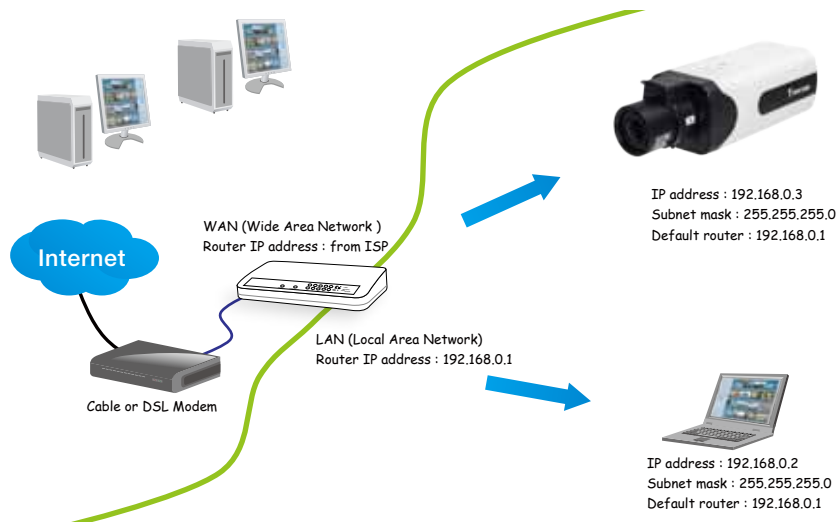 WAN (Wide Area Network )
Router IP address : from ISP
Internet
LAN (Local Area Network)
Router IP address : 192.168.0.1
Cable or DSL Modem
IP address : 192.168.0.3
Subnet mask : 255.255.255.0
Default router : 192.168.0.1
IP address : 192.168.0.2
Subnet mask : 255.255.255.0
Default router : 192.168.0.1